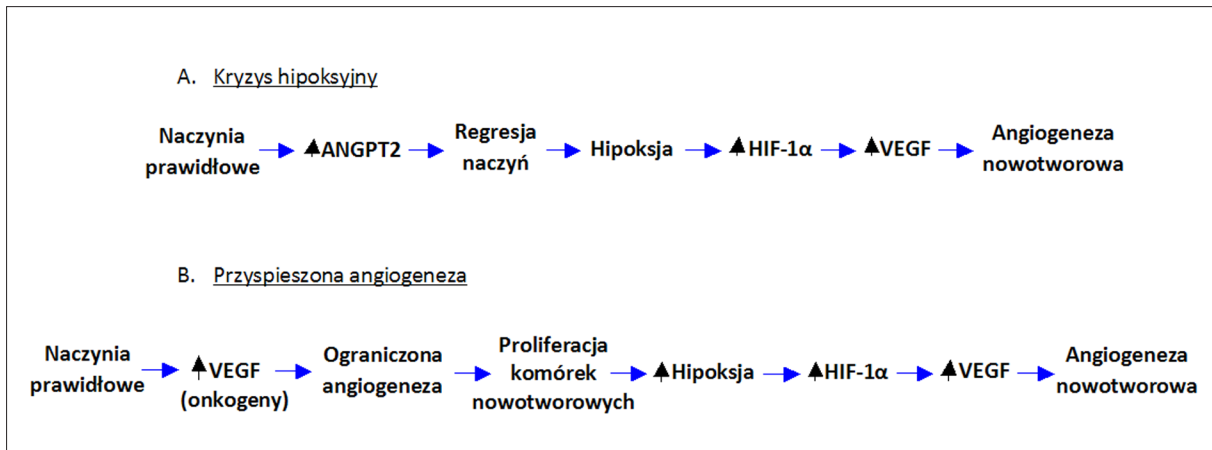 A. Kryzys hipoksyjny
Naczynia
prawidłowe
ANGPT2
Regresja
naczyń
Hipoksja
HIF-1α
VEGF
Angiogeneza
nowotworowa
B. Przyspieszona angiogeneza
Naczynia
prawidłowe
VEGF
(onkogeny)
Ograniczona
angiogeneza
Proliferacja
komórek
nowotworowych
Hipoksja
HIF-1α
VEGF
Angiogeneza
nowotworowa